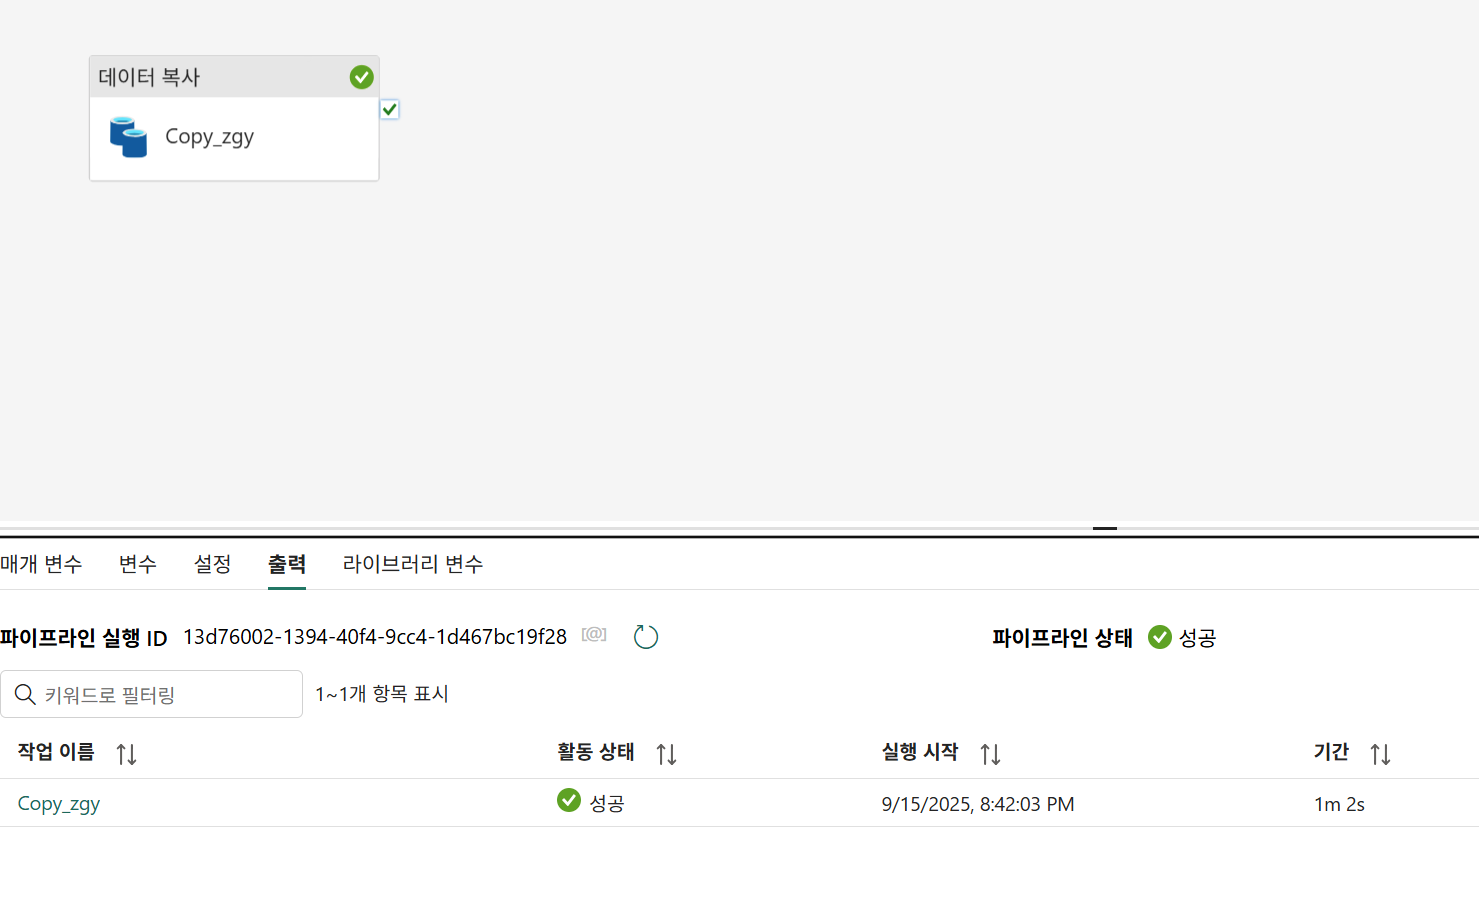 데이터 복사
Copy_zgy
매개 변수 변수 설정 출력 라이브러리 변수
파이프라인 실행 ID 13d76002-1394-40f4-9cc4-1d467bc19f28 [@] 파이프라인 상태 성공
키워드로 필터링 1~1개 항목 표시
작업 이름 활동 상태 실행 시작 기간
Copy_zgy 성공 9/15/2025, 8:42:03 PM 1m 2s